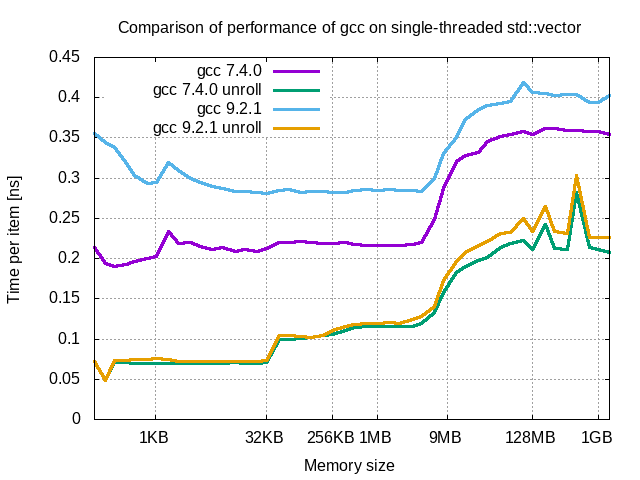 Comparison of performance of gcc on single-threaded std::vector
gcc 7.4.0
gcc 7.4.0 unroll
gcc 9.2.1
gcc 9.2.1 unroll
Time per item [ns]
0.45
0.4
0.35
0.3
0.25
0.2
0.15
0.1
0.05
0
1KB 32KB 256KB 1MB 9MB 128MB 1GB
Memory size